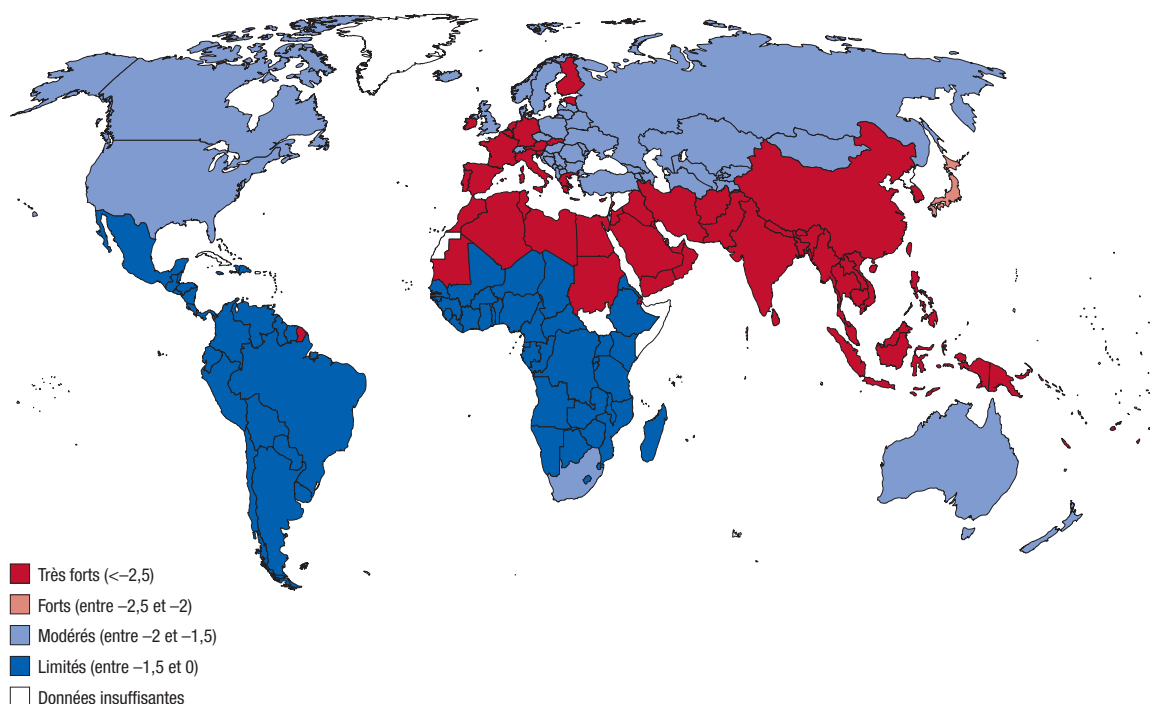 Très forts (<–2,5)
Forts (entre –2,5 et –2)
Modérés (entre –2 et –1,5)
Limités (entre –1,5 et 0)
Données insuffisantes